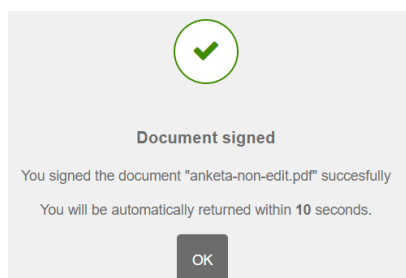 Document signed
You signed the document "anketa-non-edit.pdf" succesfully
You will be automatically returned within 10 seconds.
OK